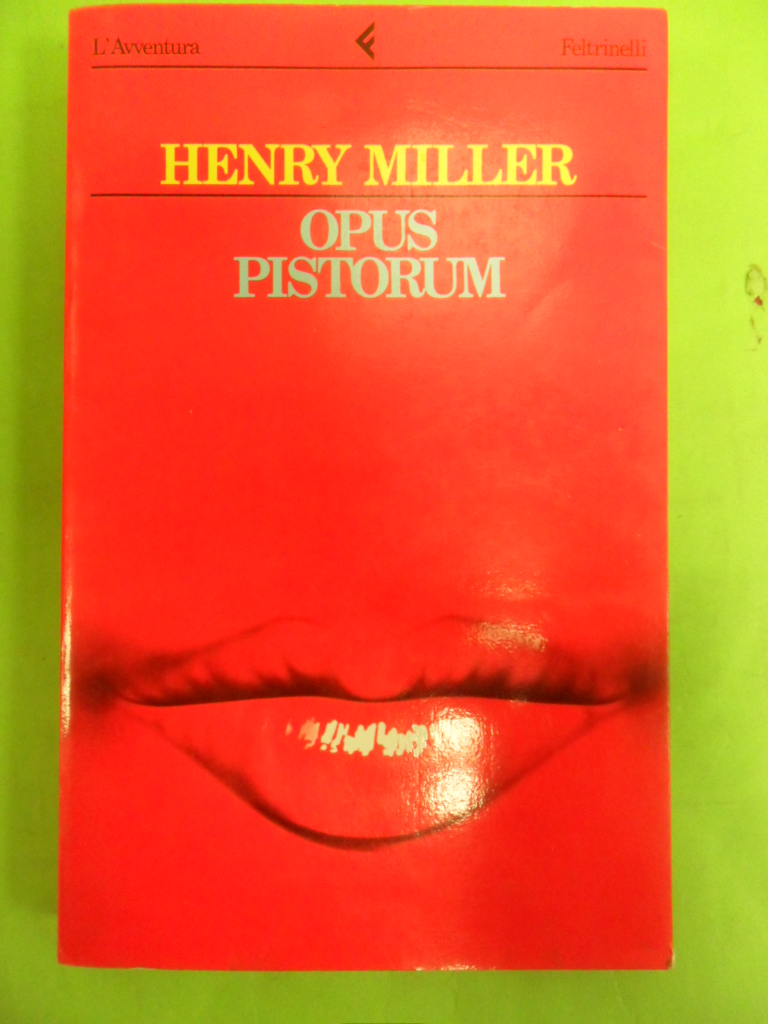 L'Avventura Feltrinelli
HENRY MILLER
OPUS
PISTORUM